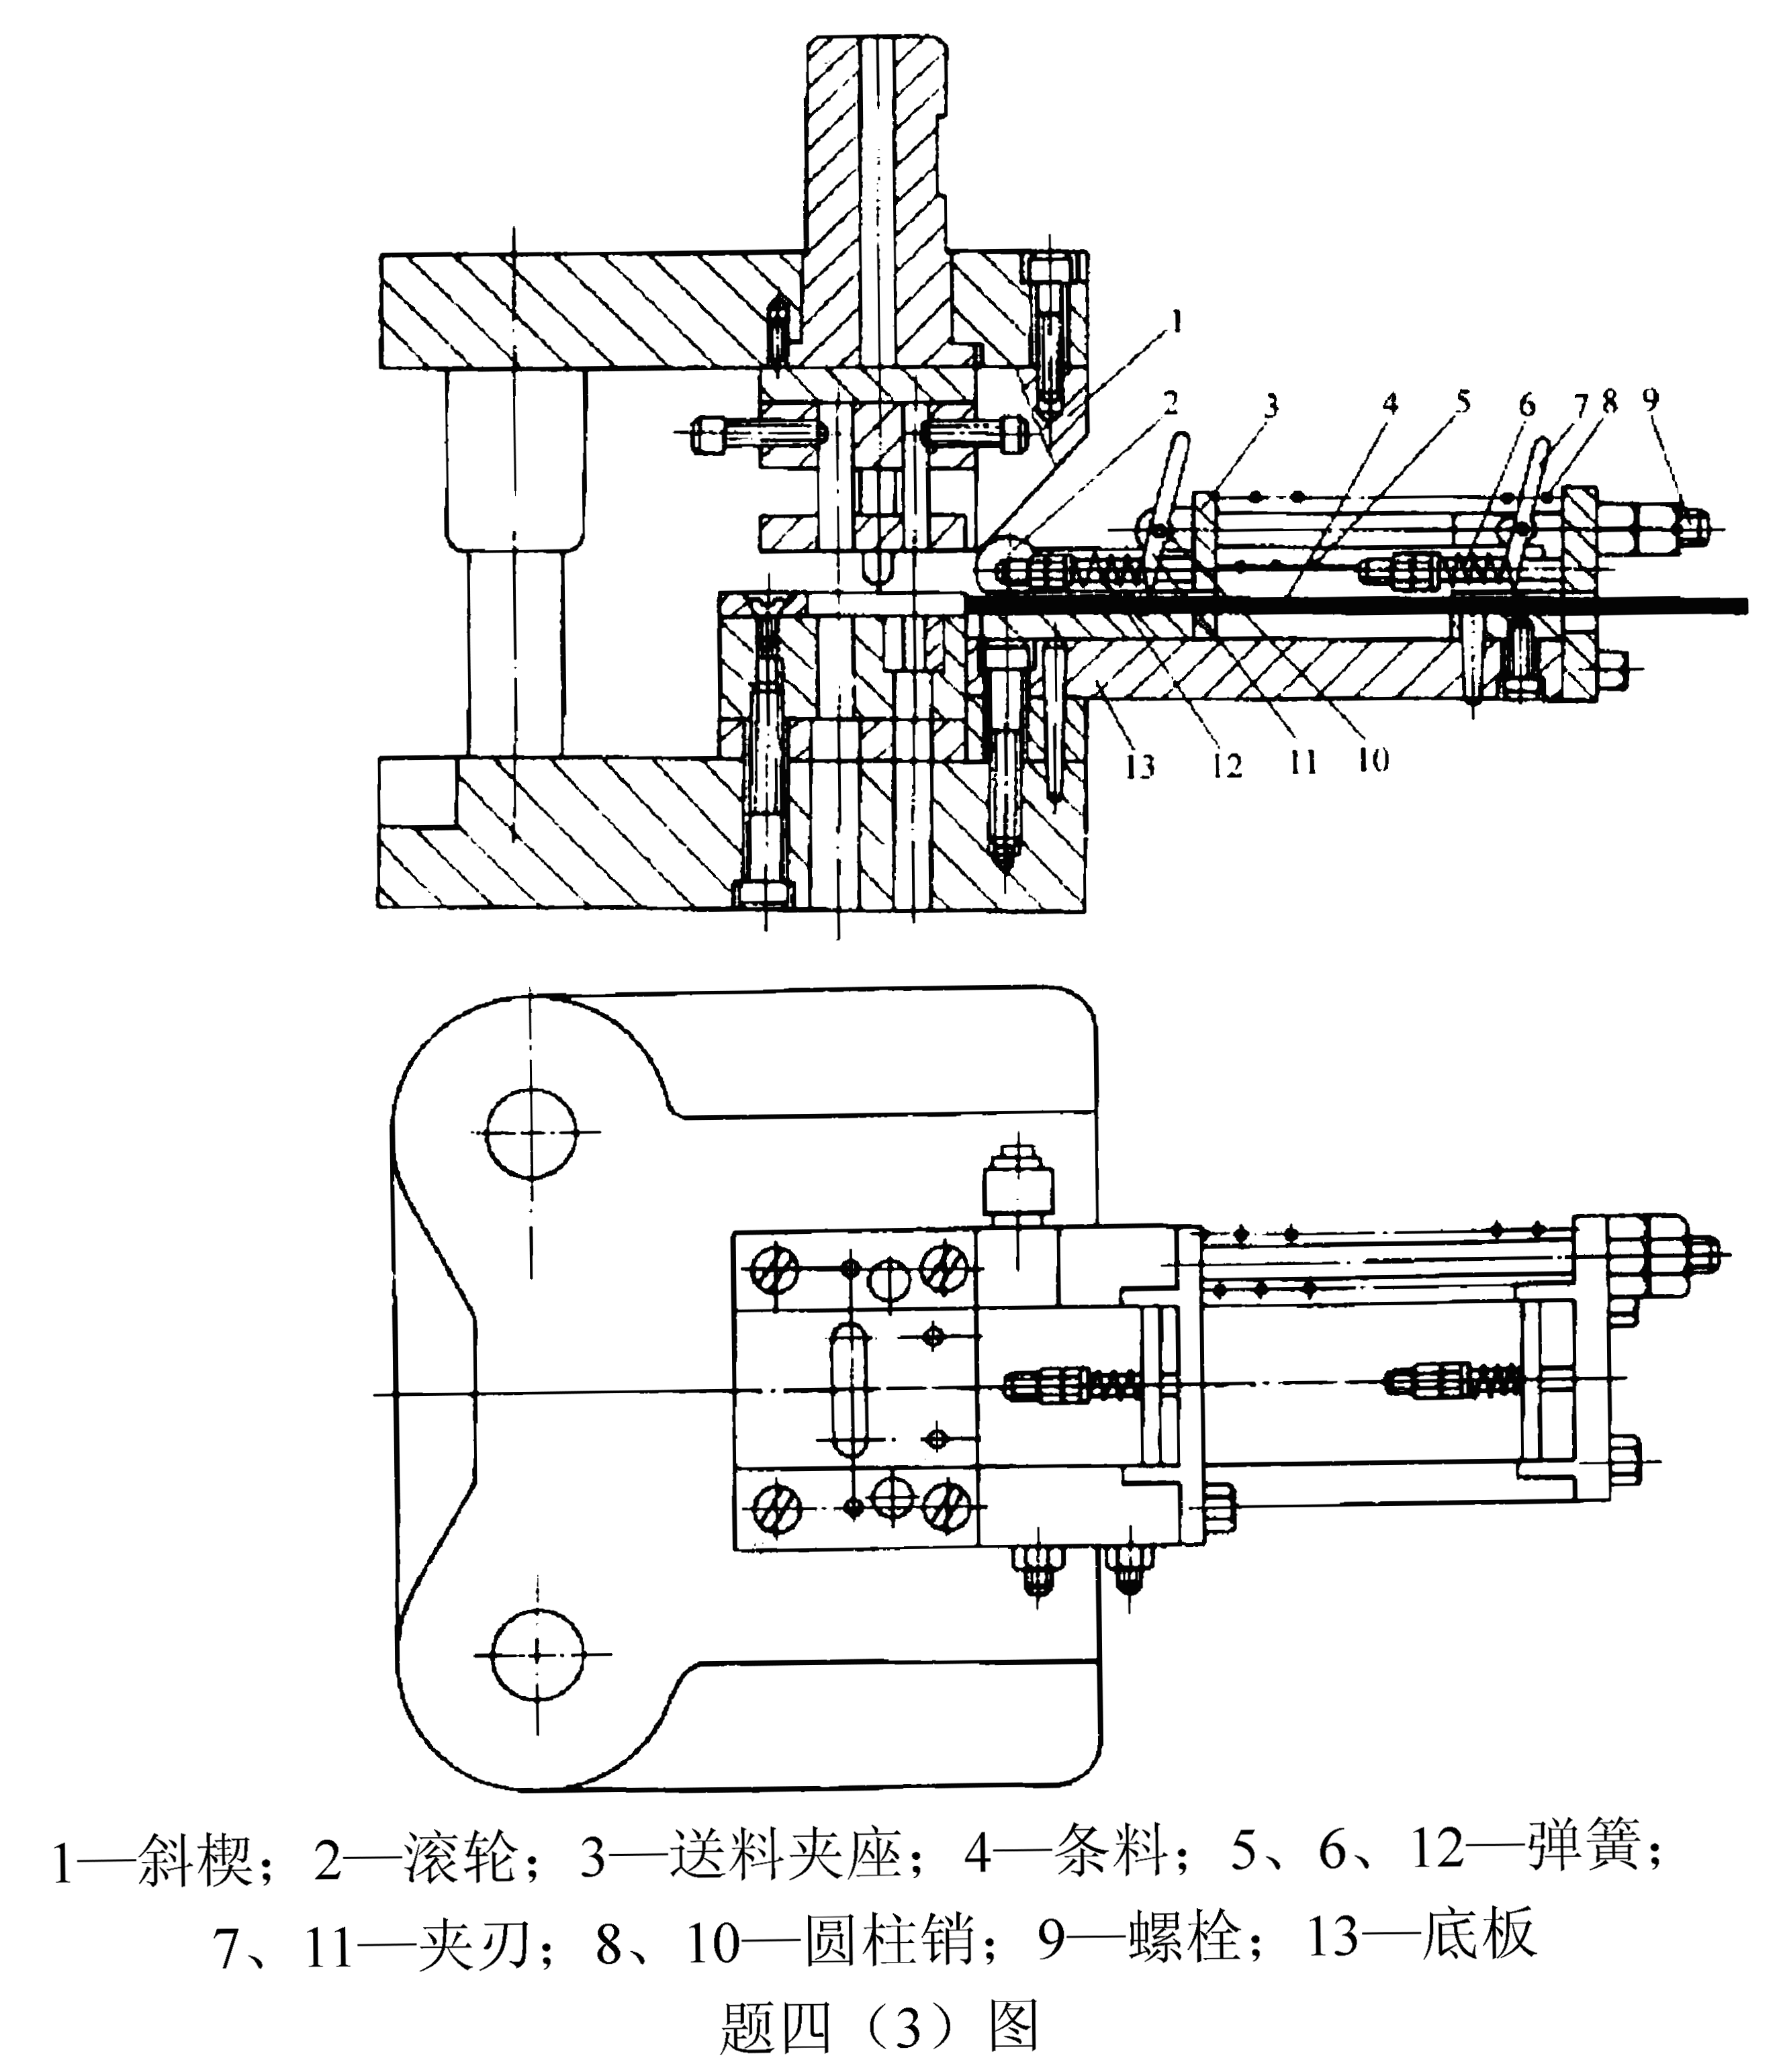 1
2 3 4 5 6 7 8 9
13 12 11 10
1—斜楔；2—滚轮；3—送料夹座；4—条料；5、6、12—弹簧；
7、11—夹刃；8、10—圆柱销；9—螺栓；13—底板
题四（3）图